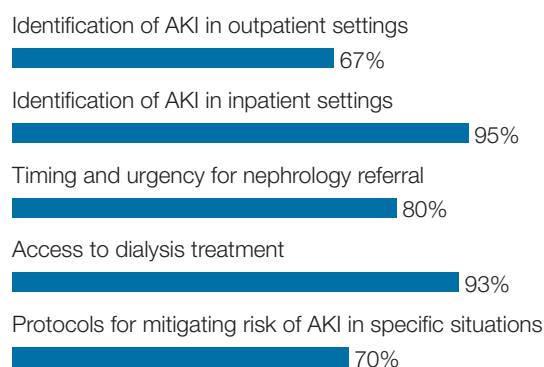 Identification of AKI in outpatient settings
67%
Identification of AKI in inpatient settings
95%
Timing and urgency for nephrology referral
80%
Access to dialysis treatment
93%
Protocols for mitigating risk of AKI in specific situations
70%